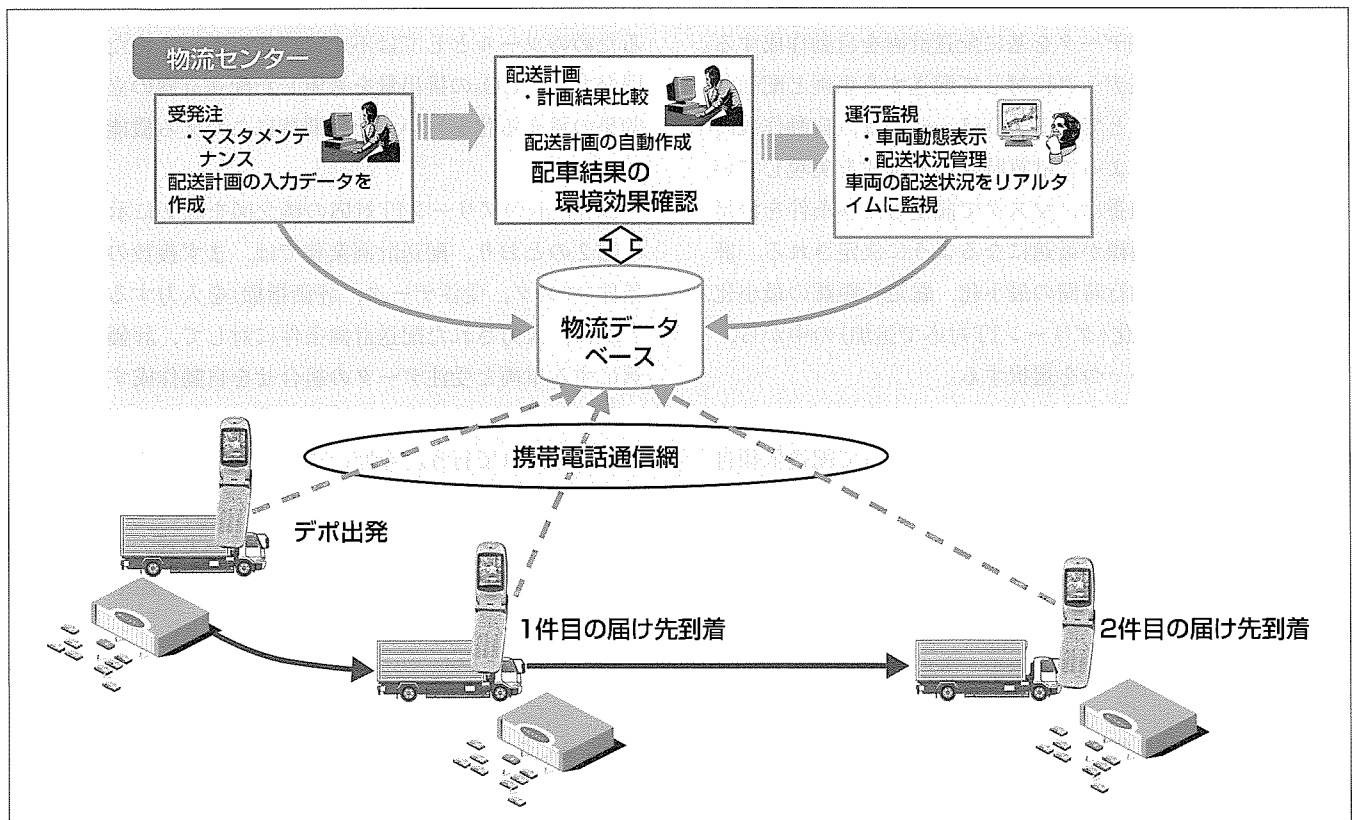 物流センター
受発注
・マスタメンテ
ナンス
配送計画の入力データを
作成
配送計画
・計画結果比較
配送計画の自動作成
配車結果の
環境効果確認
運行監視
・車両動態表示
・配送状況管理
車両の配送状況をリアルタ
イムに監視
物流データ
ベース
携帯電話通信網
デポ出発
1件目の届け先到着
2件目の届け先到着